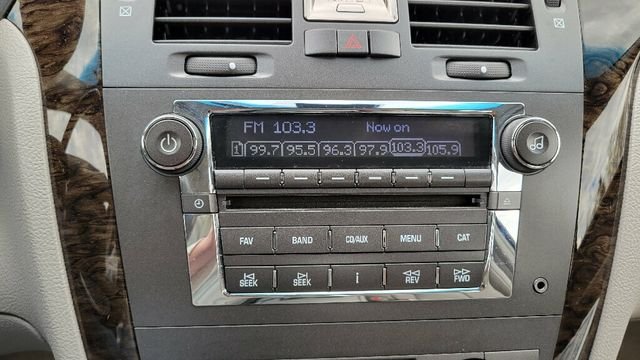 FM 103.3 Now on
1 99.7 95.5 96.3 97.9 103.3 105.9
FAV BAND CD/AUX MENU CAT
SEEK SEEK i REV FWD